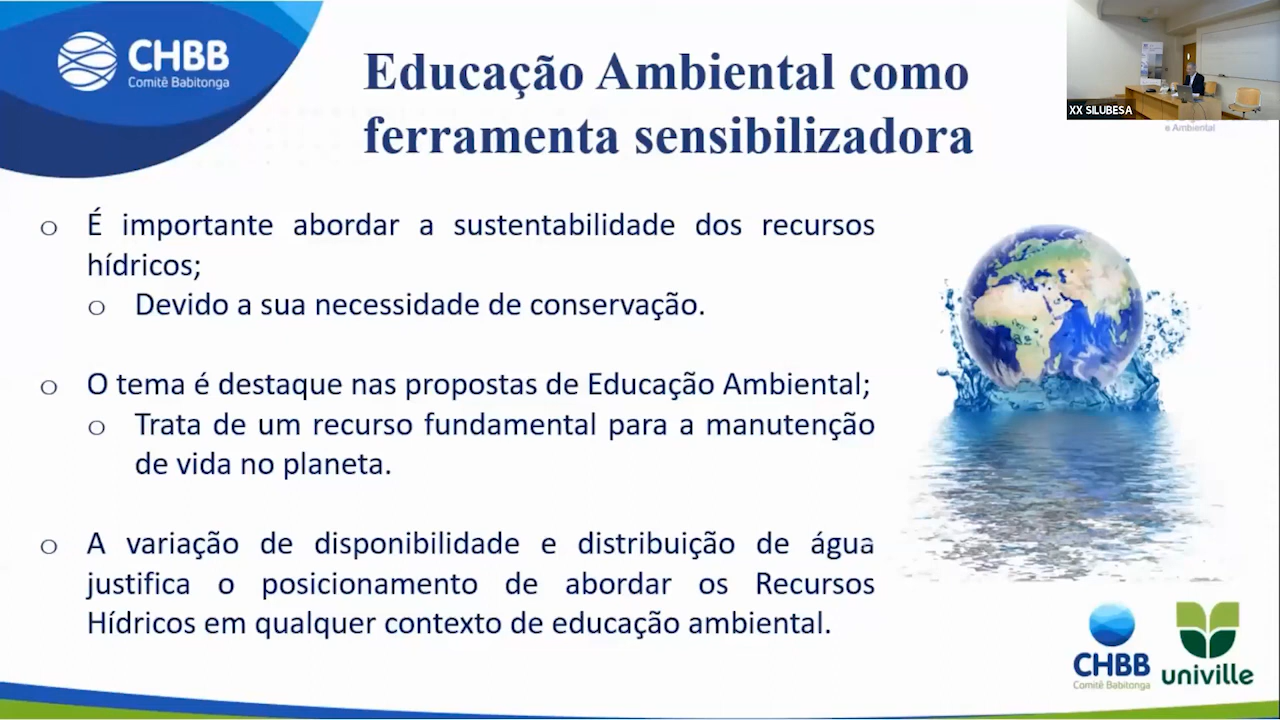 CHBB
Comitê Babitonga
Educação Ambiental como
ferramenta sensibilizadora
XX SILUBESA
e Ambiental
o É importante abordar a sustentabilidade dos recursos
hídricos;
o Devido a sua necessidade de conservação.
o O tema é destaque nas propostas de Educação Ambiental;
o Trata de um recurso fundamental para a manutenção
de vida no planeta.
o A variação de disponibilidade e distribuição de água
justifica o posicionamento de abordar os Recursos
Hídricos em qualquer contexto de educação ambiental.
CHBB
Comitê Babitonga
univille